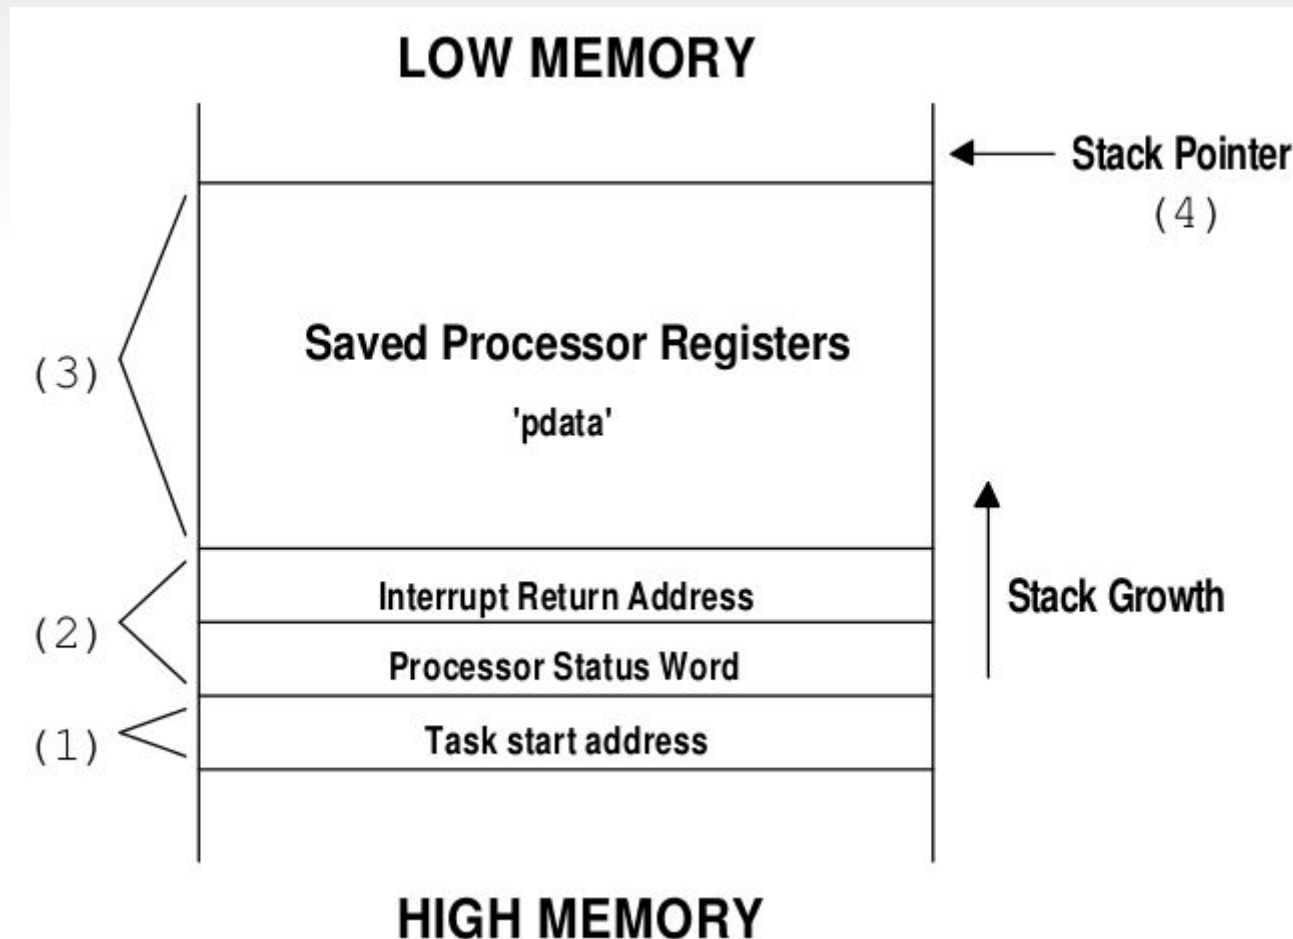 LOW MEMORY
Stack Pointer
(4)
Saved Processor Registers
(3)
'pdata'
Interrupt Return Address
Stack Growth
(2)
Processor Status Word
(1)
Task start address
HIGH MEMORY